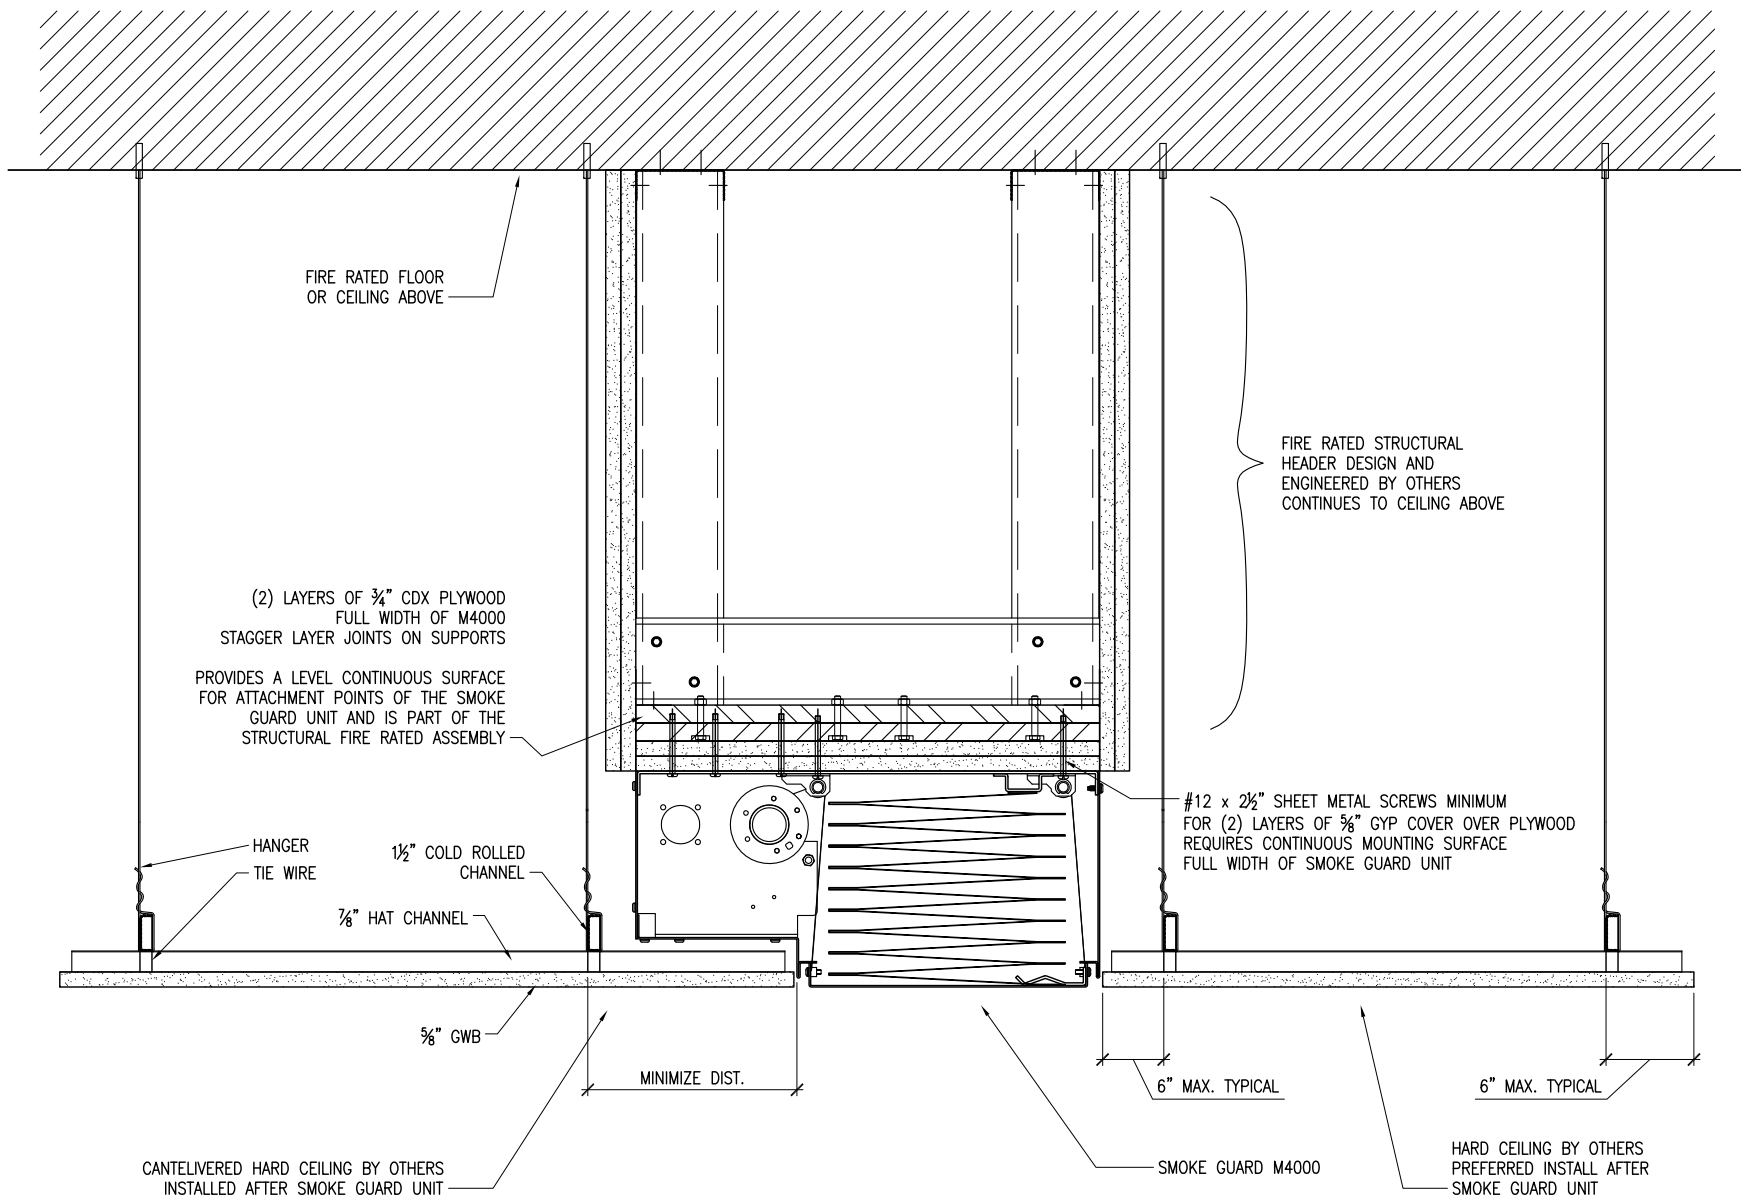 FIRE RATED FLOOR
OR CEILING ABOVE
FIRE RATED STRUCTURAL
HEADER DESIGN AND
ENGINEERED BY OTHERS
CONTINUES TO CEILING ABOVE
(2) LAYERS OF ¾" CDX PLYWOOD
FULL WIDTH OF M4000
STAGGER LAYER JOINTS ON SUPPORTS
PROVIDES A LEVEL CONTINUOUS SURFACE
FOR ATTACHMENT POINTS OF THE SMOKE
GUARD UNIT AND IS PART OF THE
STRUCTURAL FIRE RATED ASSEMBLY
#12 x 2½" SHEET METAL SCREWS MINIMUM
FOR (2) LAYERS OF ⅝" GYP COVER OVER PLYWOOD
REQUIRES CONTINUOUS MOUNTING SURFACE
FULL WIDTH OF SMOKE GUARD UNIT
HANGER
TIE WIRE
1½" COLD ROLLED
CHANNEL
⅞" HAT CHANNEL
⅝" GWB
MINIMIZE DIST.
6" MAX. TYPICAL
6" MAX. TYPICAL
CANTELIVERED HARD CEILING BY OTHERS
INSTALLED AFTER SMOKE GUARD UNIT
SMOKE GUARD M4000
HARD CEILING BY OTHERS
PREFERRED INSTALL AFTER
SMOKE GUARD UNIT